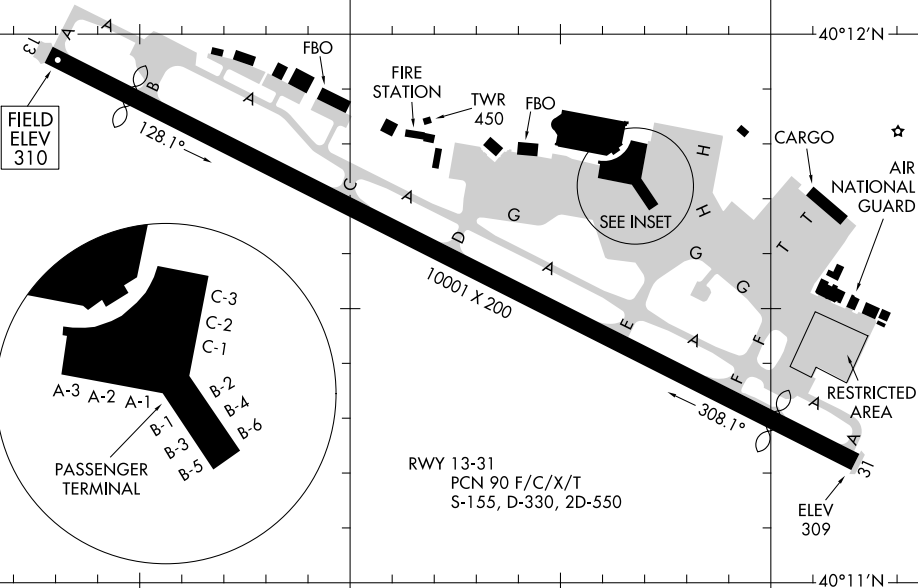 40°12'N
A
A
13
FBO
FIRE
STATION
TWR
450
FBO
B
A
FIELD
ELEV
310
128.1°
CARGO
AIR
NATIONAL
GUARD
H
H
SEE INSET
C
A
G
D
T
T
G
G
A
10001 X 200
E
A
F
F
C-3
C-2
C-1
A-3
A-2
A-1
B-2
B-4
B-6
B-1
B-3
B-5
PASSENGER
TERMINAL
RESTRICTED
AREA
308.1°
A
A
31
RWY 13-31
PCN 90 F/C/X/T
S-155, D-330, 2D-550
ELEV
309
40°11'N